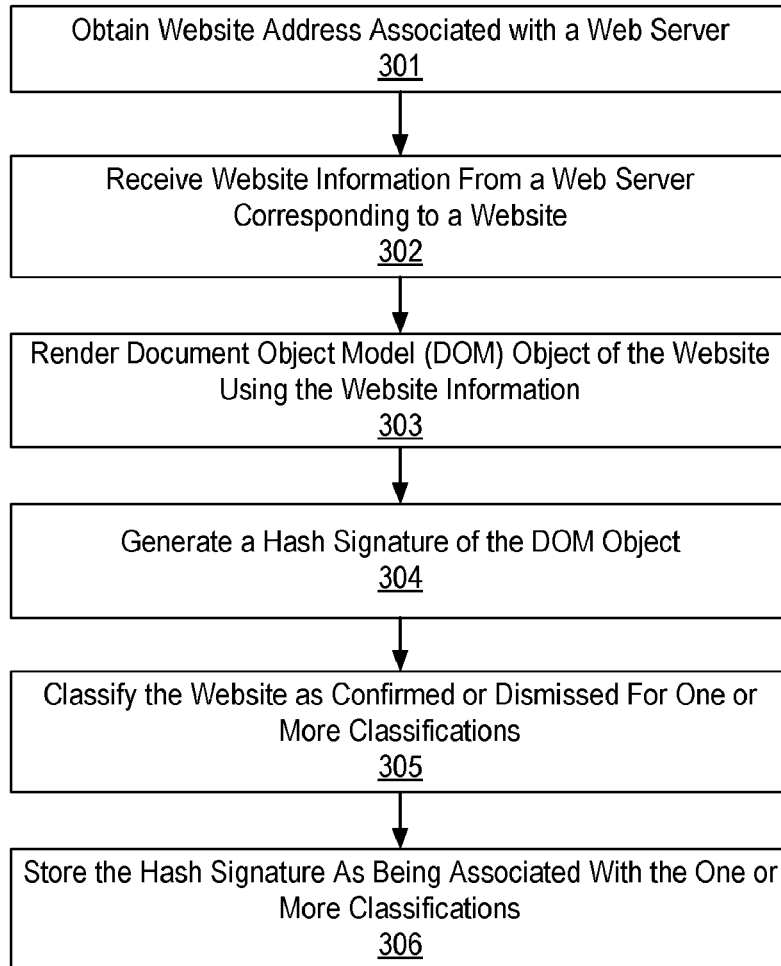 Obtain Website Address Associated with a Web Server
301
Receive Website Information From a Web Server
Corresponding to a Website
302
Render Document Object Model (DOM) Object of the Website
Using the Website Information
303
Generate a Hash Signature of the DOM Object
304
Classify the Website as Confirmed or Dismissed For One or
More Classifications
305
Store the Hash Signature As Being Associated With the One or
More Classifications
306